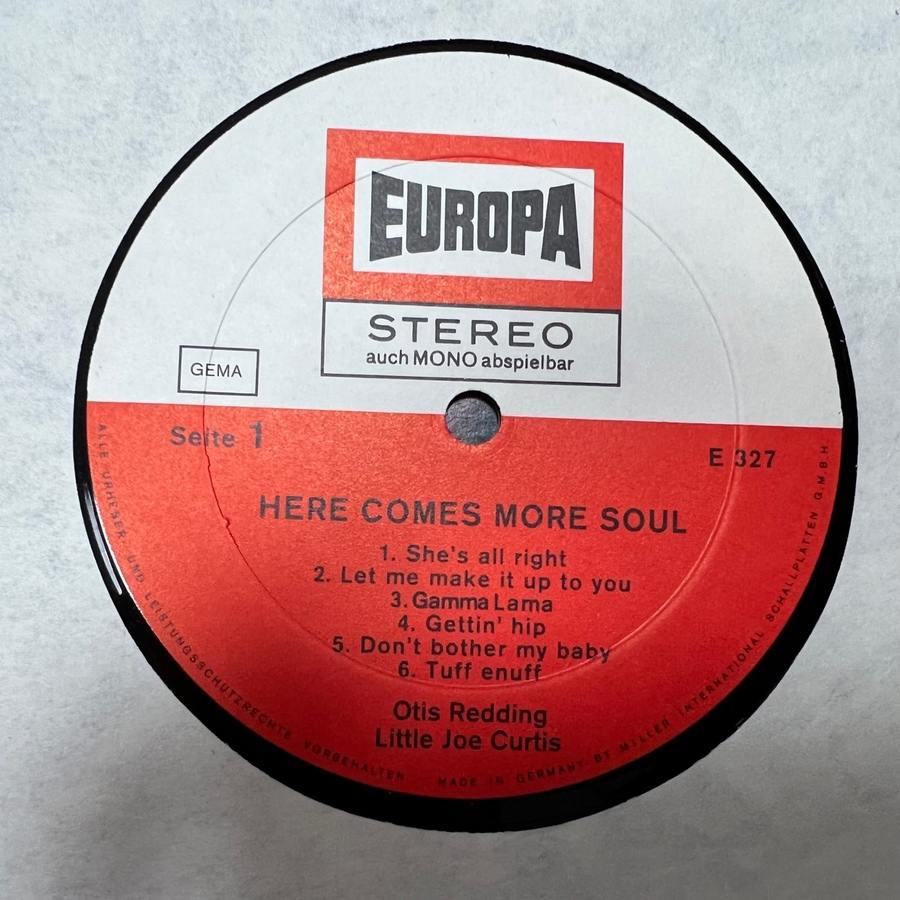 EUROPA
STEREO
auch MONO abspielbar
GEMA
Seite 1
E 327
HERE COMES MORE SOUL
1. She's all right
2. Let me make it up to you
3. Gamma Lama
4. Gettin' hip
5. Don't bother my baby
6. Tuff enuff
Otis Redding
Little Joe Curtis
ALLE URHEBER UND LEISTUNGSSCHUTZRECHTE VORBEHALTEN
MADE IN GERMANY BY MILLER INTERNATIONAL SCHALLPLATTEN G.M.B.H